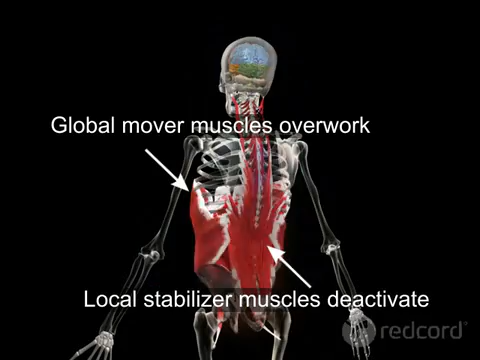 Global mover muscles overwork
Local stabilizer muscles deactivate
redcord